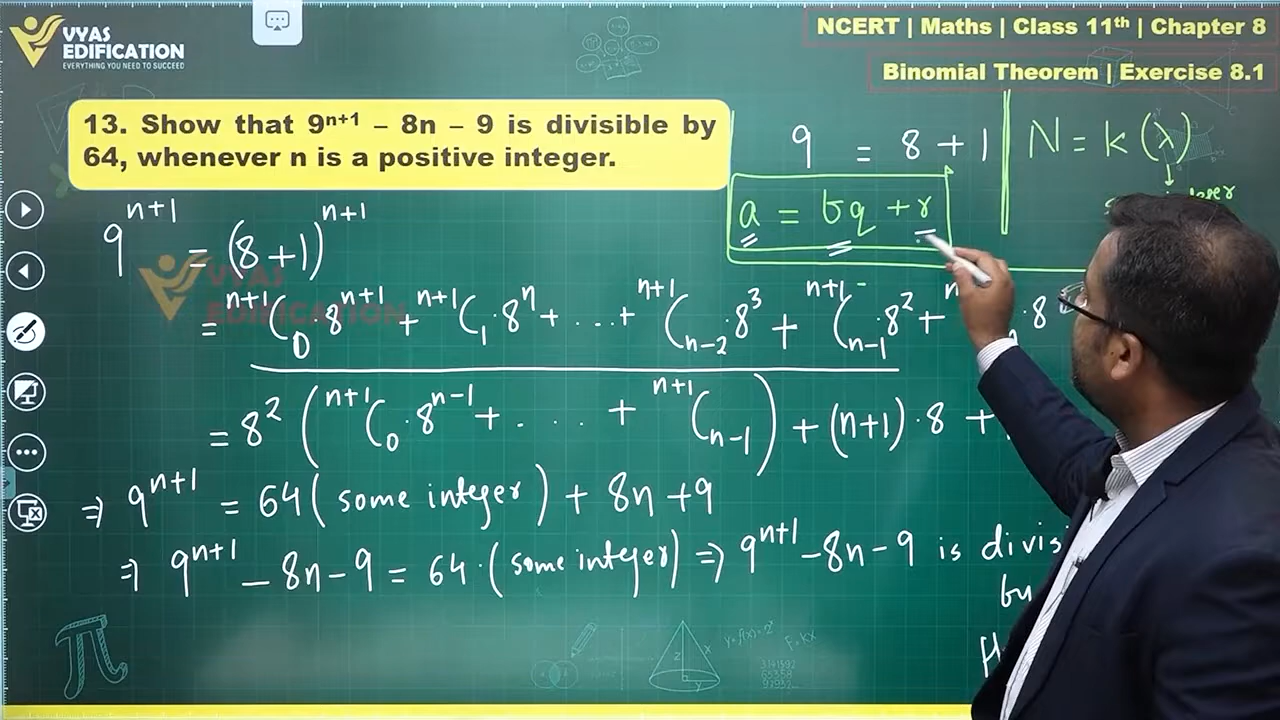 VYAS
EDIFICATION
EVERYTHING YOU NEED TO SUCCEED
NCERT | Maths | Class 11ᵗʰ | Chapter 8
Binomial Theorem | Exercise 8.1
13. Show that 9ⁿ⁺¹ – 8n – 9 is divisible by
64, whenever n is a positive integer.
9 = 8 + 1
N = k (λ)
a = bq + r
9ⁿ⁺¹ = (8+1)ⁿ⁺¹
VYAS
EDIFICATION
= ⁿ⁺¹C₀ · 8ⁿ⁺¹ + ⁿ⁺¹C₁ · 8ⁿ + . . . + ⁿ⁺¹Cₙ₋₂ · 8³ + ⁿ⁺¹Cₙ₋₁ · 8² + · 8
= 8² (ⁿ⁺¹C₀ · 8ⁿ⁻¹ + . . . + ⁿ⁺¹Cₙ₋₁) + (n+1) · 8 +
⇒ 9ⁿ⁺¹ = 64 (some integer) + 8n + 9
⇒ 9ⁿ⁺¹ – 8n – 9 = 64 · (some integer) ⇒ 9ⁿ⁺¹ – 8n – 9 is